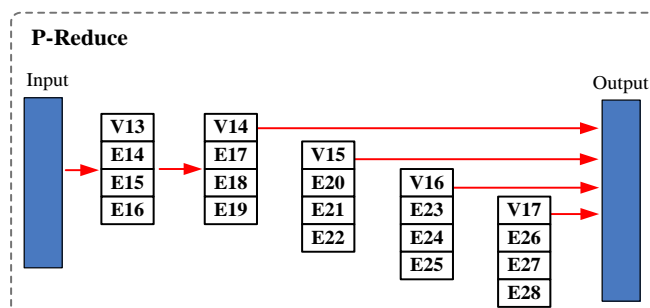 P-Reduce
Input
Output
V13
E14
E15
E16
V14
E17
E18
E19
V15
E20
E21
E22
V16
E23
E24
E25
V17
E26
E27
E28